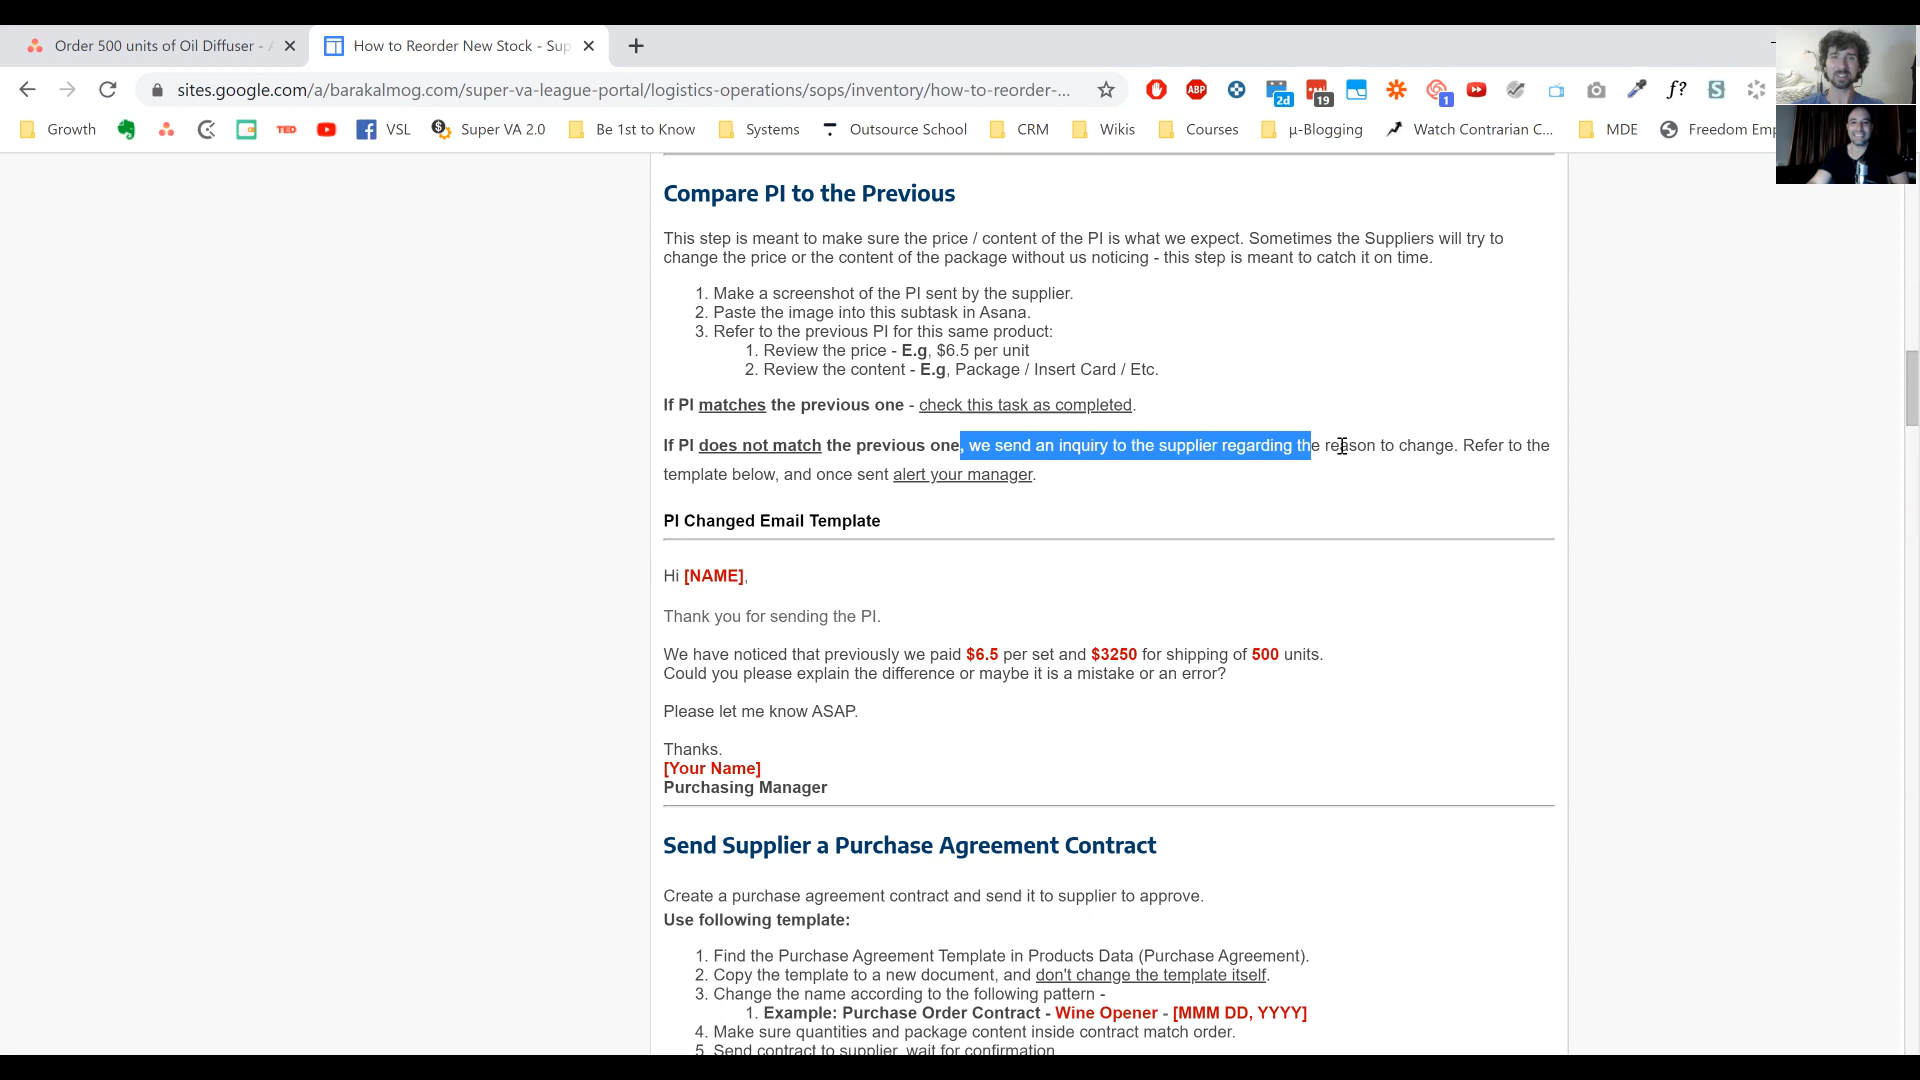 Order 500 units of Oil Diffuser - A
How to Reorder New Stock - Sup
sites.google.com/a/barakalmog.com/super-va-league-portal/logistics-operations/sops/inventory/how-to-reorder-...
ABP
2d
19
1
f?
Growth
TED
VSL
Super VA 2.0
Be 1st to Know
Systems
Outsource School
CRM
Wikis
Courses
µ-Blogging
Watch Contrarian C...
MDE
Freedom Emp
Compare PI to the Previous
This step is meant to make sure the price / content of the PI is what we expect. Sometimes the Suppliers will try to
change the price or the content of the package without us noticing - this step is meant to catch it on time.
1. Make a screenshot of the PI sent by the supplier.
2. Paste the image into this subtask in Asana.
3. Refer to the previous PI for this same product:
1. Review the price - E.g, $6.5 per unit
2. Review the content - E.g, Package / Insert Card / Etc.
If PI matches the previous one - check this task as completed.
If PI does not match the previous one, we send an inquiry to the supplier regarding the reason to change. Refer to the
template below, and once sent alert your manager.
PI Changed Email Template
Hi [NAME],
Thank you for sending the PI.
We have noticed that previously we paid $6.5 per set and $3250 for shipping of 500 units.
Could you please explain the difference or maybe it is a mistake or an error?
Please let me know ASAP.
Thanks.
[Your Name]
Purchasing Manager
Send Supplier a Purchase Agreement Contract
Create a purchase agreement contract and send it to supplier to approve.
Use following template:
1. Find the Purchase Agreement Template in Products Data (Purchase Agreement).
2. Copy the template to a new document, and don't change the template itself.
3. Change the name according to the following pattern -
1. Example: Purchase Order Contract - Wine Opener - [MMM DD, YYYY]
4. Make sure quantities and package content inside contract match order.
5. Send contract to supplier, wait for confirmation